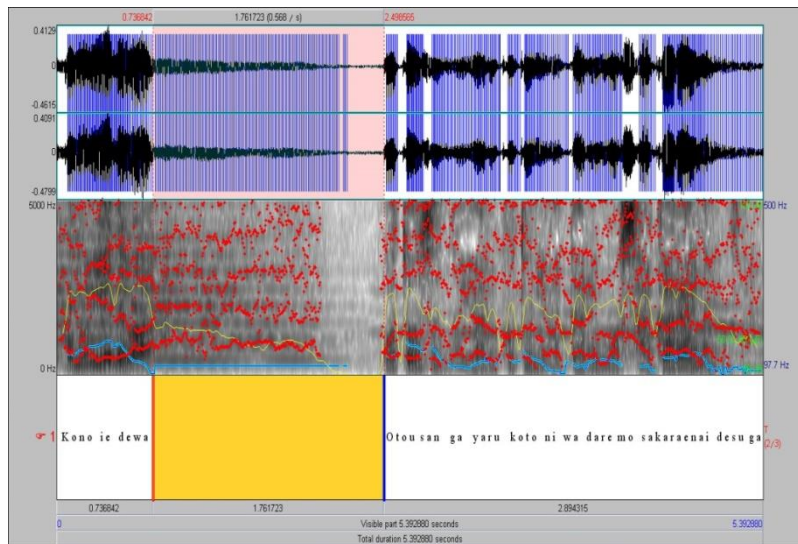 0.736842 1.761723 (0.568 / s) 2.498565
0.4129
0
-0.4615
0.4091
0
-0.4799
5000 Hz 500 Hz
0 Hz 97.7 Hz
1 Kono ie dewa Otousan ga yaru koto ni wa daremo sakaraenai desu ga T
(2/3)
0.736842 1.761723 2.894315
0 Visible part 5.392880 seconds 5.392880
Total duration 5.392880 seconds